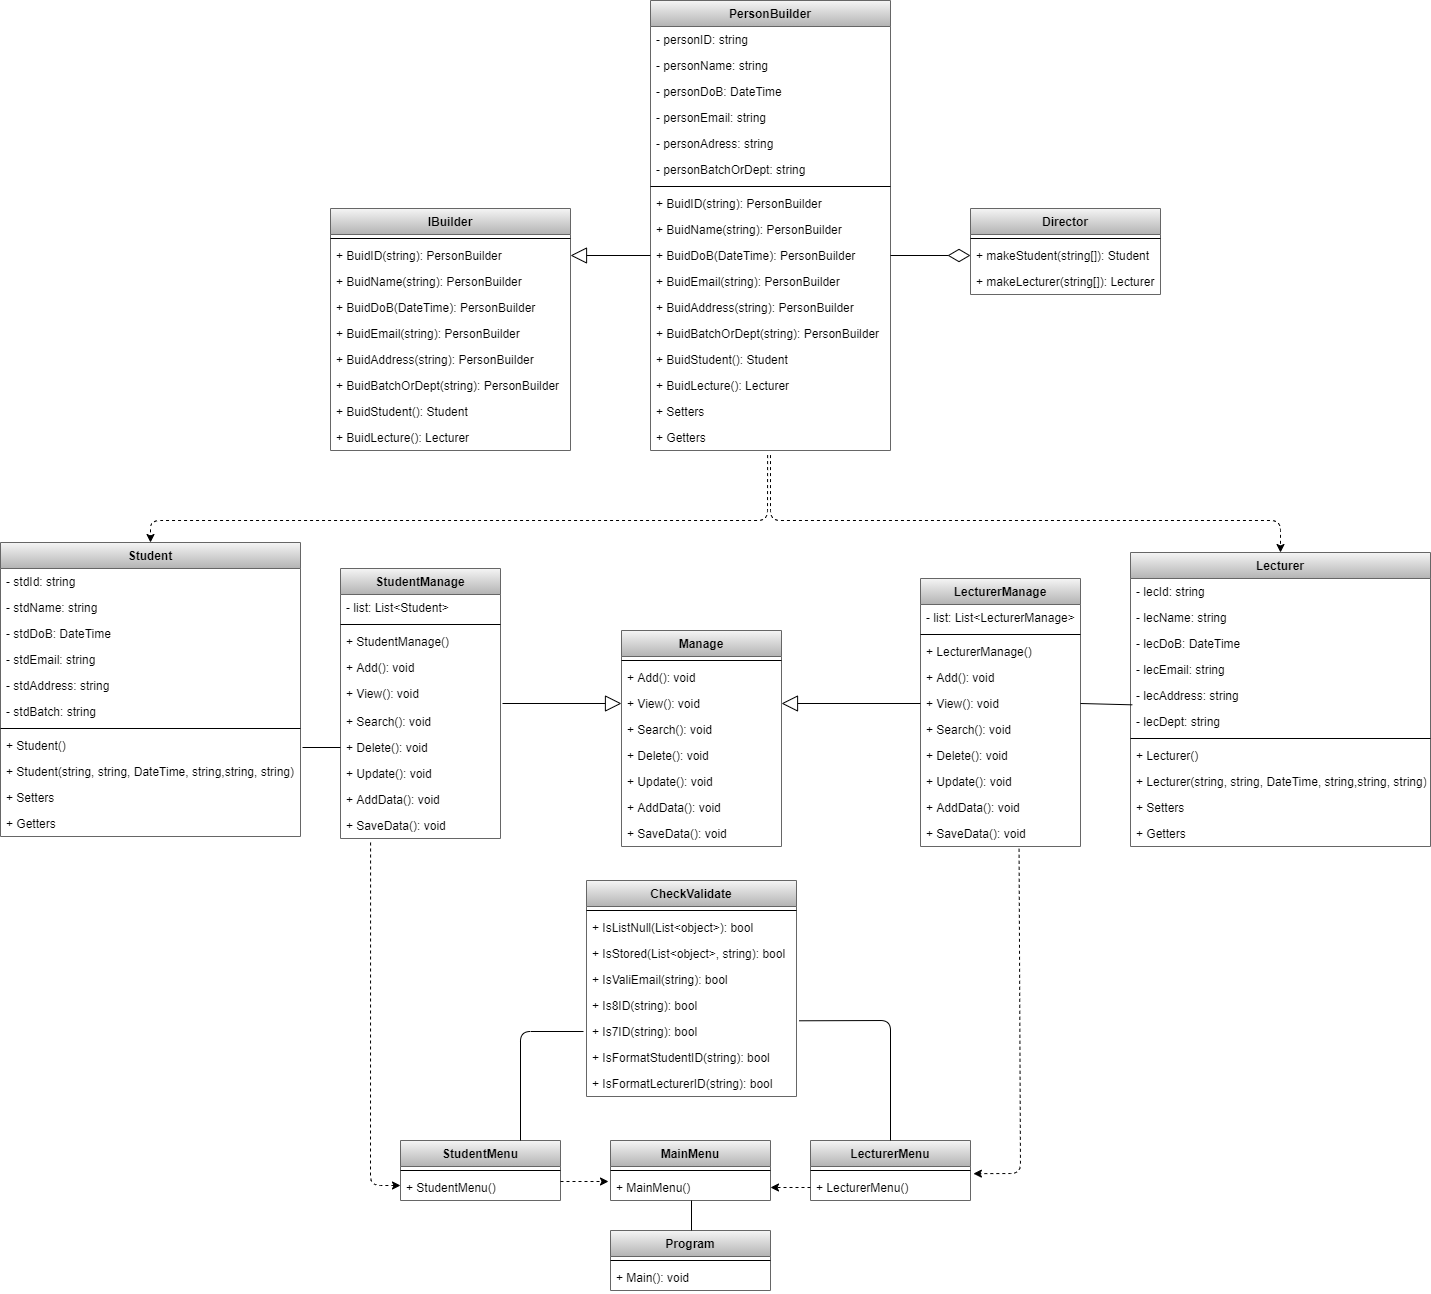 PersonBuilder
- personID: string
- personName: string
- personDoB: DateTime
- personEmail: string
- personAdress: string
- personBatchOrDept: string
+ BuidID(string): PersonBuilder
+ BuidName(string): PersonBuilder
+ BuidDoB(DateTime): PersonBuilder
+ BuidEmail(string): PersonBuilder
+ BuidAddress(string): PersonBuilder
+ BuidBatchOrDept(string): PersonBuilder
+ BuidStudent(): Student
+ BuidLecture(): Lecturer
+ Setters
+ Getters
IBuilder
+ BuidID(string): PersonBuilder
+ BuidName(string): PersonBuilder
+ BuidDoB(DateTime): PersonBuilder
+ BuidEmail(string): PersonBuilder
+ BuidAddress(string): PersonBuilder
+ BuidBatchOrDept(string): PersonBuilder
+ BuidStudent(): Student
+ BuidLecture(): Lecturer
Director
+ makeStudent(string[]): Student
+ makeLecturer(string[]): Lecturer
Student
- stdId: string
- stdName: string
- stdDoB: DateTime
- stdEmail: string
- stdAddress: string
- stdBatch: string
+ Student()
+ Student(string, string, DateTime, string,string, string)
+ Setters
+ Getters
StudentManage
- list: List<Student>
+ StudentManage()
+ Add(): void
+ View(): void
+ Search(): void
+ Delete(): void
+ Update(): void
+ AddData(): void
+ SaveData(): void
Manage
+ Add(): void
+ View(): void
+ Search(): void
+ Delete(): void
+ Update(): void
+ AddData(): void
+ SaveData(): void
LecturerManage
- list: List<LecturerManage>
+ LecturerManage()
+ Add(): void
+ View(): void
+ Search(): void
+ Delete(): void
+ Update(): void
+ AddData(): void
+ SaveData(): void
Lecturer
- lecId: string
- lecName: string
- lecDoB: DateTime
- lecEmail: string
- lecAddress: string
- lecDept: string
+ Lecturer()
+ Lecturer(string, string, DateTime, string,string, string)
+ Setters
+ Getters
CheckValidate
+ IsListNull(List<object>): bool
+ IsStored(List<object>, string): bool
+ IsValiEmail(string): bool
+ Is8ID(string): bool
+ Is7ID(string): bool
+ IsFormatStudentID(string): bool
+ IsFormatLecturerID(string): bool
StudentMenu
+ StudentMenu()
MainMenu
+ MainMenu()
LecturerMenu
+ LecturerMenu()
Program
+ Main(): void